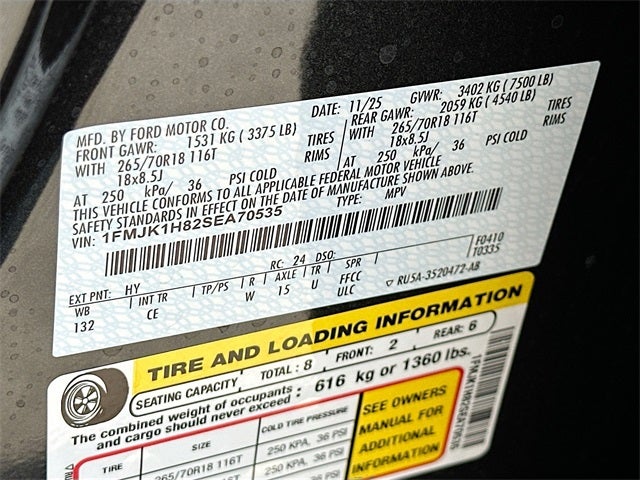 MFD. BY FORD MOTOR CO.
DATE: 11/25 GVWR: 3402 KG ( 7500 LB)
FRONT GAWR: 1531 KG ( 3375 LB) REAR GAWR: 2059 KG ( 4540 LB)
WITH 265/70R18 116T TIRES WITH 265/70R18 116T TIRES
18x8.5J RIMS 18x8.5J RIMS
AT 250 kPa/ 36 PSI COLD AT 250 kPa/ 36 PSI COLD
THIS VEHICLE CONFORMS TO ALL APPLICABLE FEDERAL MOTOR VEHICLE
SAFETY STANDARDS IN EFFECT ON THE DATE OF MANUFACTURE SHOWN ABOVE.
VIN: 1FMJK1H82SEA70535 TYPE: MPV
F0410
T0335
EXT PNT: HY RC: 24 DSO:
WB INT TR TP/PS R AXLE TR SPR
132 CE W 15 U FFCC
ULC RU5A-3520472-AB
TIRE AND LOADING INFORMATION
SEATING CAPACITY TOTAL : 8 FRONT: 2 REAR: 6
The combined weight of occupants
and cargo should never exceed : 616 kg or 1360 lbs.
TIRE SIZE COLD TIRE PRESSURE
265/70R18 116T 250 KPA, 36 PSI
250 KPA, 36 PSI
SEE OWNERS
MANUAL FOR
ADDITIONAL
INFORMATION